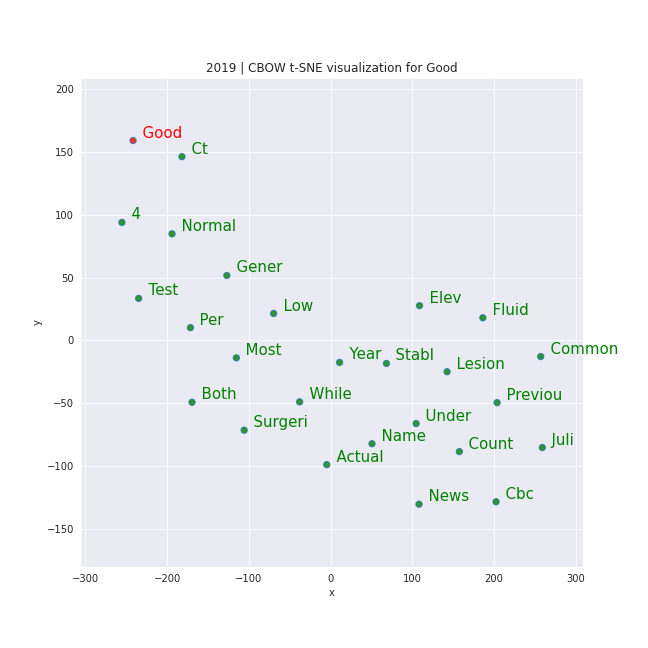 2019 | CBOW t-SNE visualization for Good
200
Good
Ct
150
4
100
Normal
Gener
50
Test
Elev
Low
Fluid
Per
0
Common
Most
Year
Stabl
Lesion
Both
While
Previou
−50
Under
Surgeri
Name
Count
Juli
Actual
−100
News
Cbc
−150
−300
−200
−100
0
100
200
300
x
y